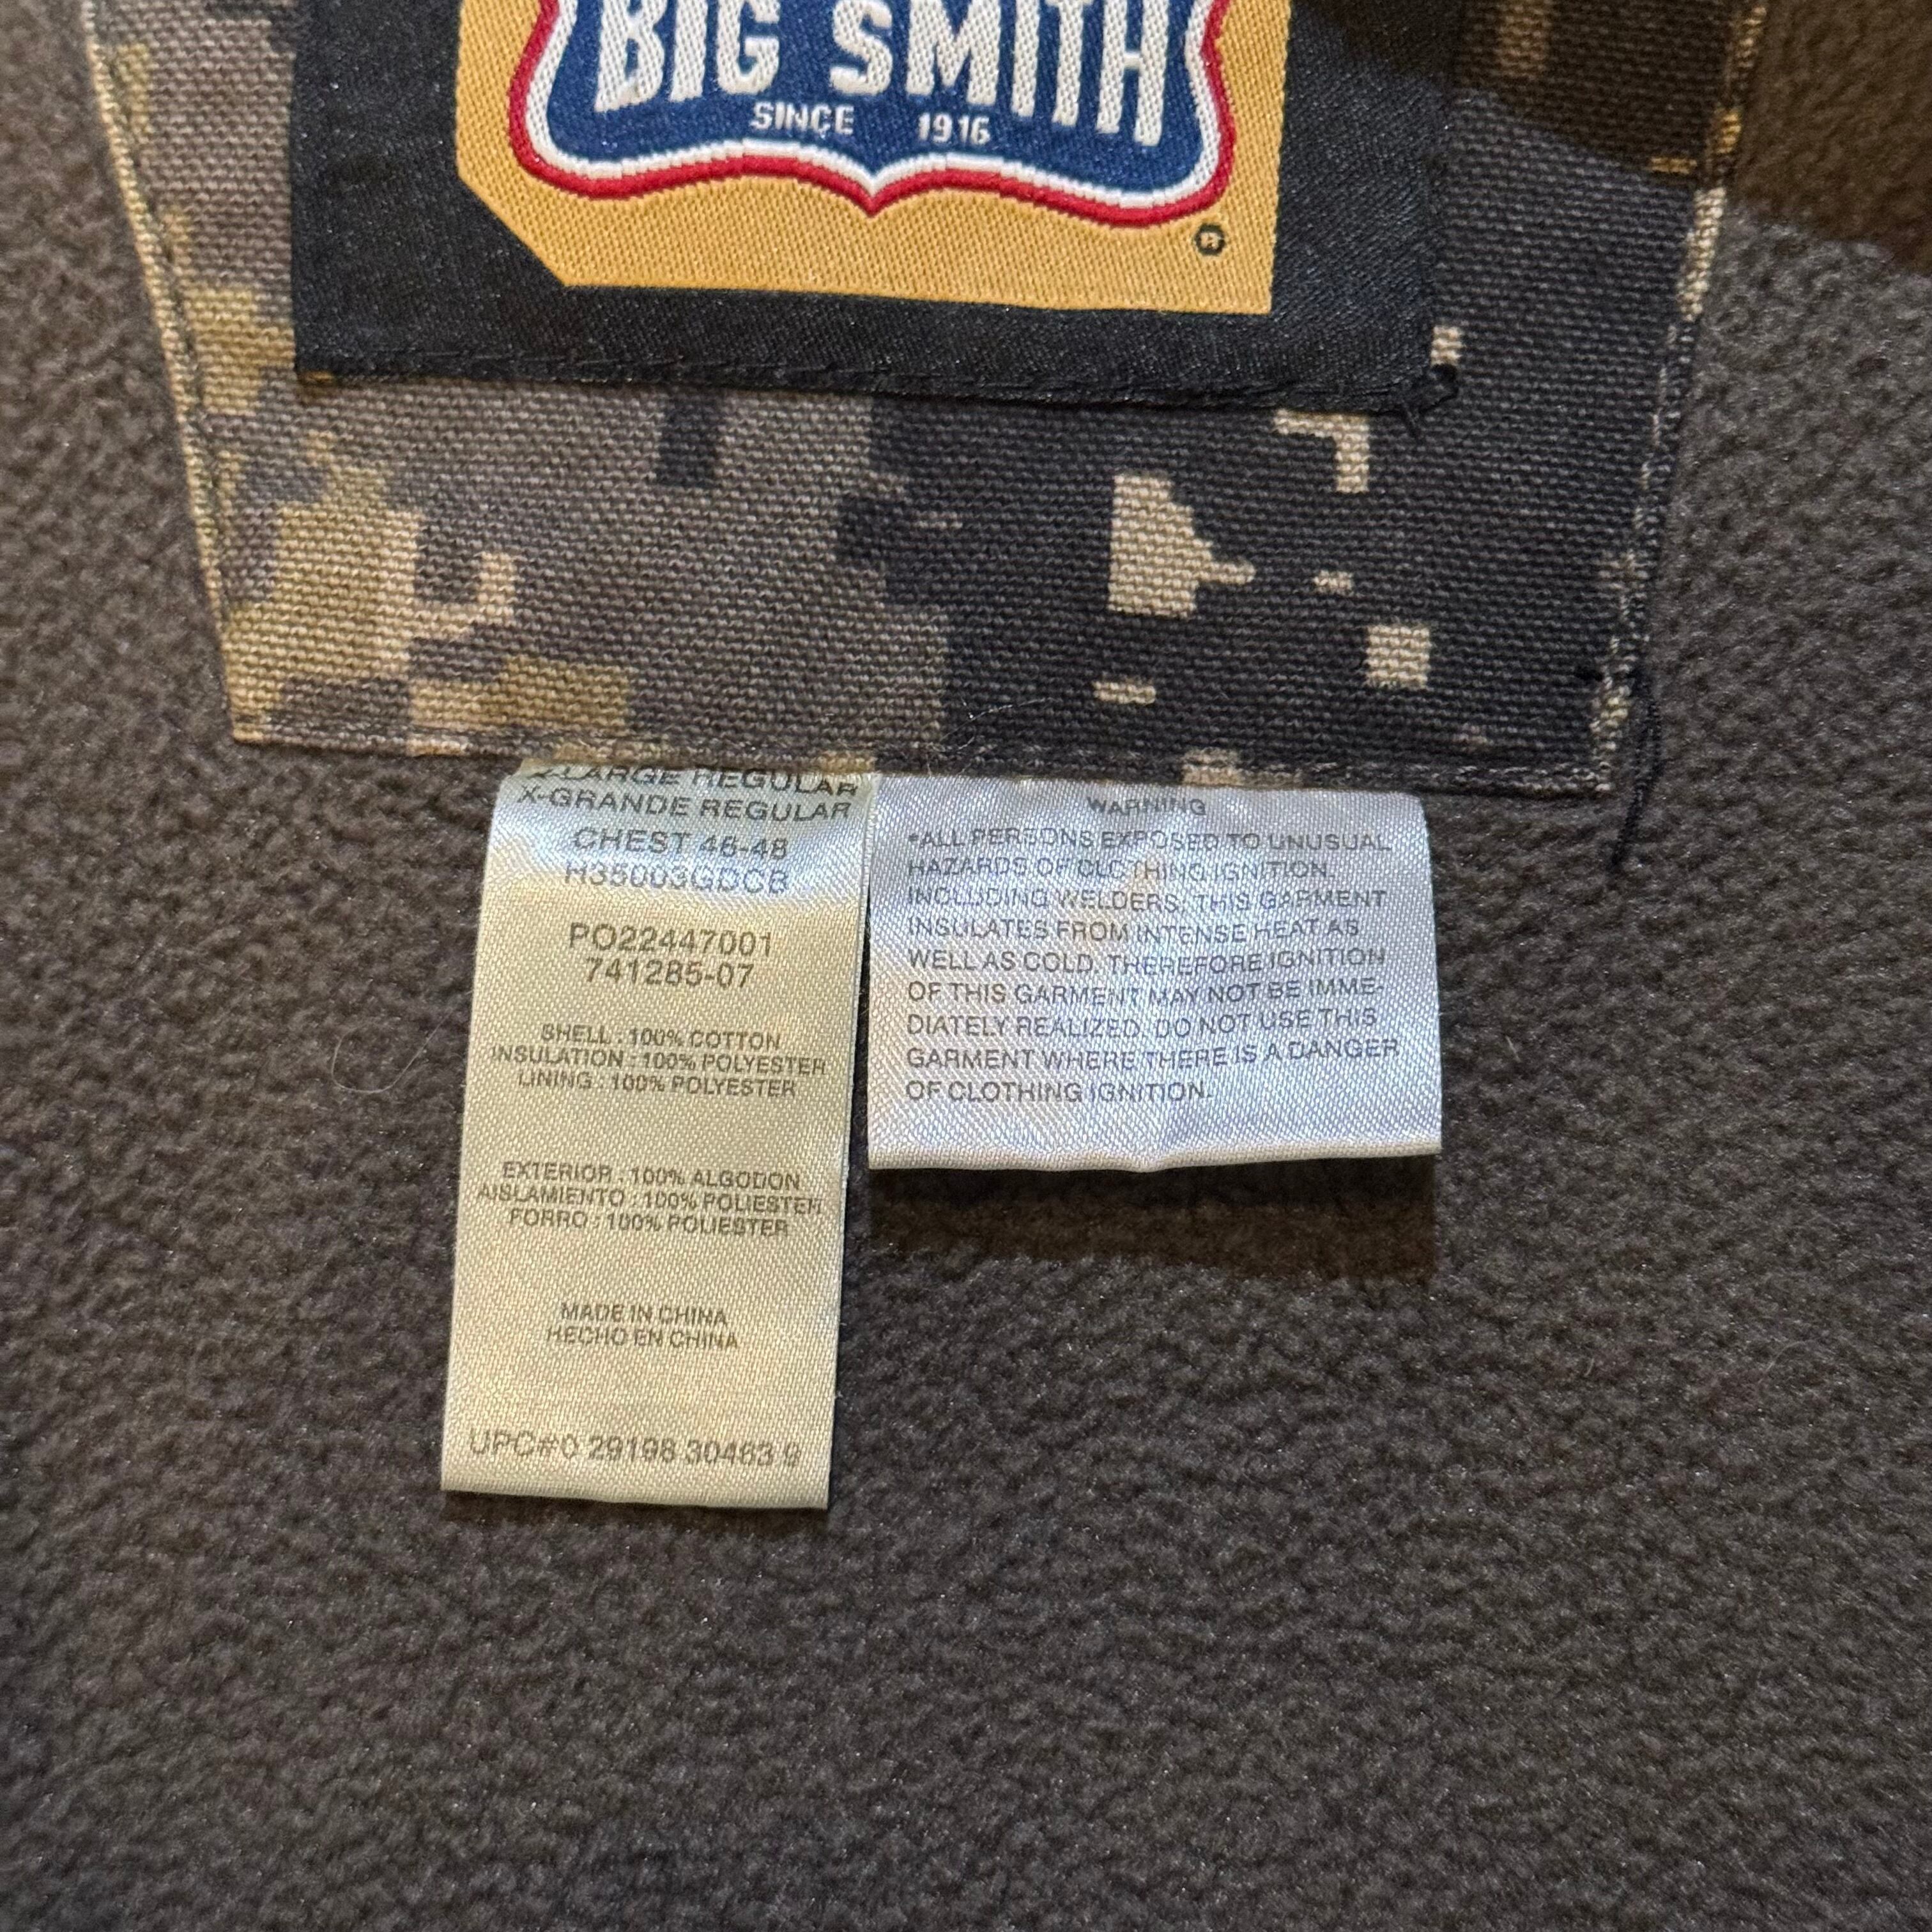 BIG SMITH
SINCE 1916
®
X-LARGE REGULAR
X-GRANDE REGULAR
CHEST 46-48
H35003GDCB
PO22447001
741285-07
SHELL : 100% COTTON
INSULATION : 100% POLYESTER
LINING : 100% POLYESTER
EXTERIOR : 100% ALGODON
AISLAMIENTO : 100% POLIESTER
FORRO : 100% POLIESTER
MADE IN CHINA
HECHO EN CHINA
UPC#0 29198 30463 9
WARNING
*ALL PERSONS EXPOSED TO UNUSUAL
HAZARDS OF CLOTHING IGNITION,
INCLUDING WELDERS, THIS GARMENT
INSULATES FROM INTENSE HEAT AS
WELL AS COLD, THEREFORE IGNITION
OF THIS GARMENT MAY NOT BE IMME-
DIATELY REALIZED. DO NOT USE THIS
GARMENT WHERE THERE IS A DANGER
OF CLOTHING IGNITION.